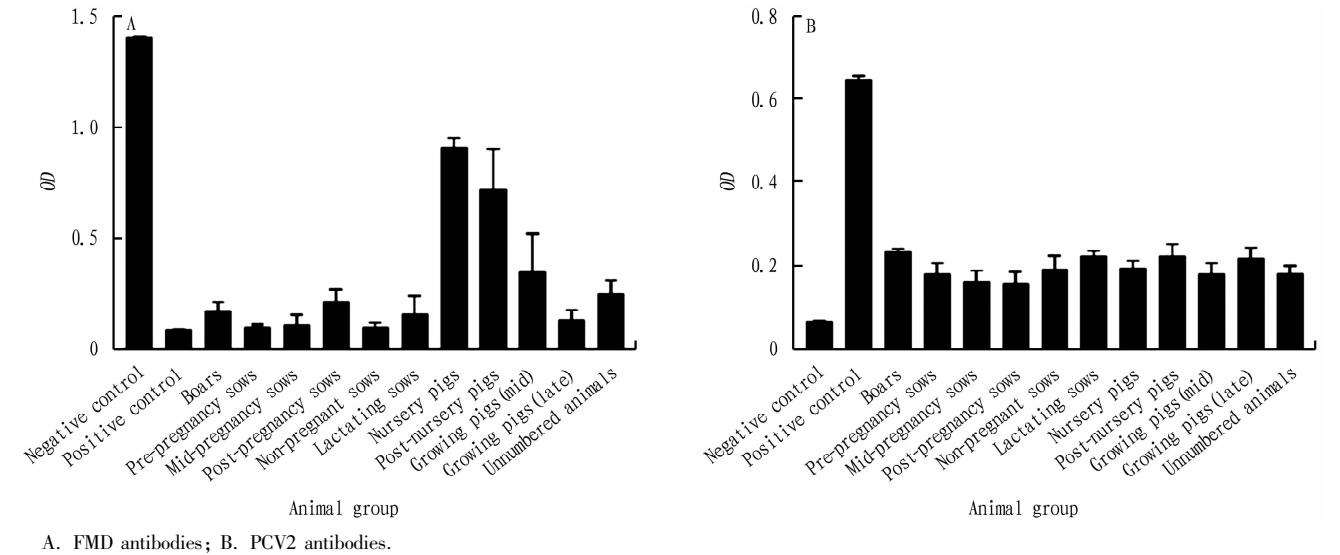 A
1.5
1.0
0.5
0
OD
Negative control
Positive control
Boars
Pre-pregnancy sows
Mid-pregnancy sows
Post-pregnancy sows
Non-pregnant sows
Lactating sows
Nursery pigs
Post-nursery pigs
Growing pigs(mid)
Growing pigs(late)
Unnumbered animals
Animal group
B
0.8
0.6
0.4
0.2
0
OD
Negative control
Positive control
Boars
Pre-pregnancy sows
Mid-pregnancy sows
Post-pregnancy sows
Non-pregnant sows
Lactating sows
Nursery pigs
Post-nursery pigs
Growing pigs(mid)
Growing pigs(late)
Unnumbered animals
Animal group
A. FMD antibodies; B. PCV2 antibodies.